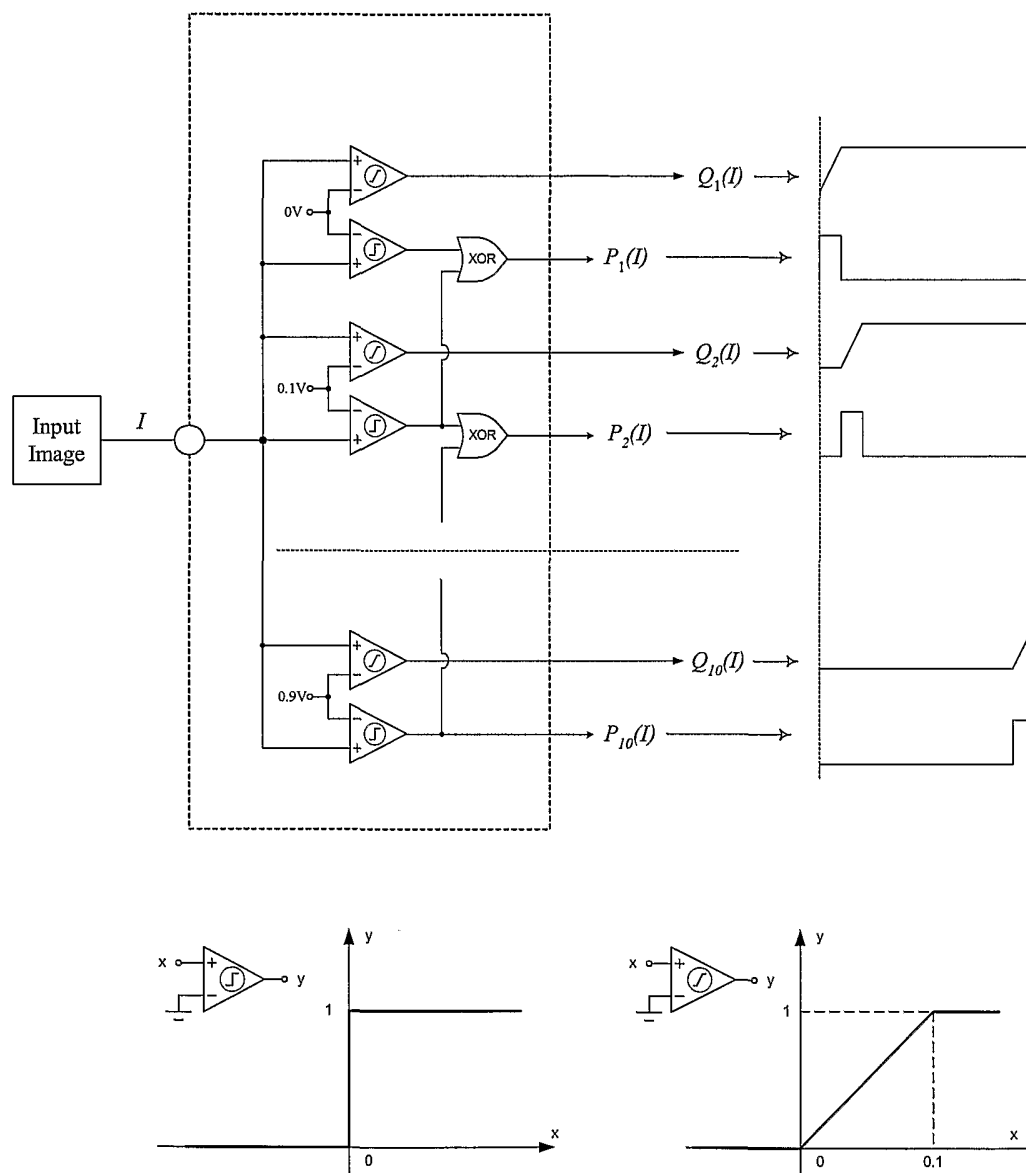 Q1(I)
0V
XOR
P1(I)
Q2(I)
0.1V
Input
Image
I
XOR
P2(I)
Q10(I)
0.9V
P10(I)
+
−
−
+
+
−
−
+
+
−
−
+
x
+
−
y
y
1
0
x
x
+
−
y
y
1
0
0.1
x